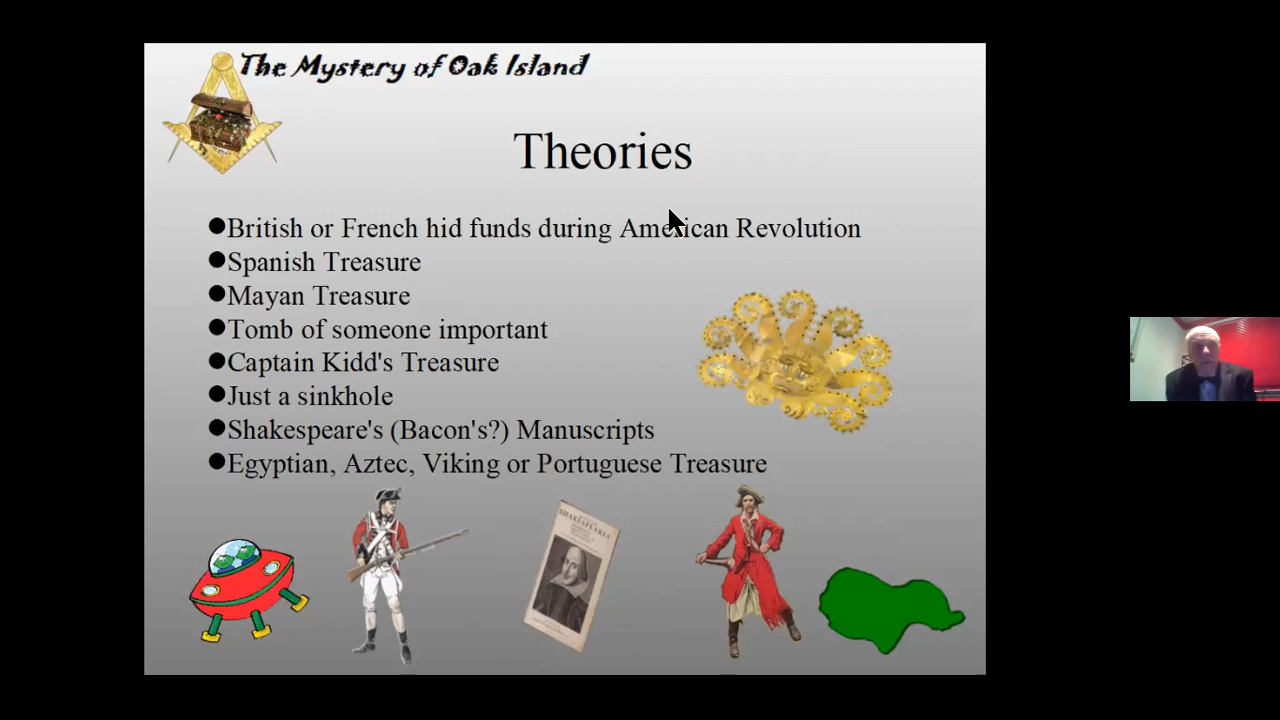 The Mystery of Oak Island
Theories
●British or French hid funds during American Revolution
●Spanish Treasure
●Mayan Treasure
●Tomb of someone important
●Captain Kidd's Treasure
●Just a sinkhole
●Shakespeare's (Bacon's?) Manuscripts
●Egyptian, Aztec, Viking or Portuguese Treasure
SHAKESPEARES